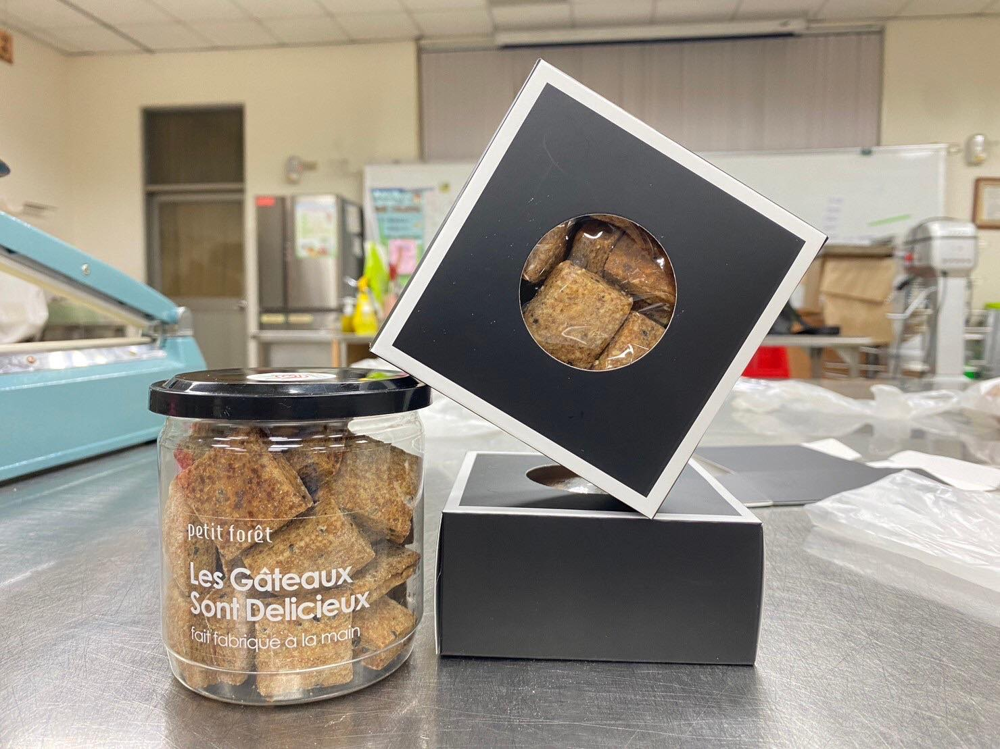 petit forêt
Les Gâteaux
Sont Delicieux
fait fabriqué à la main